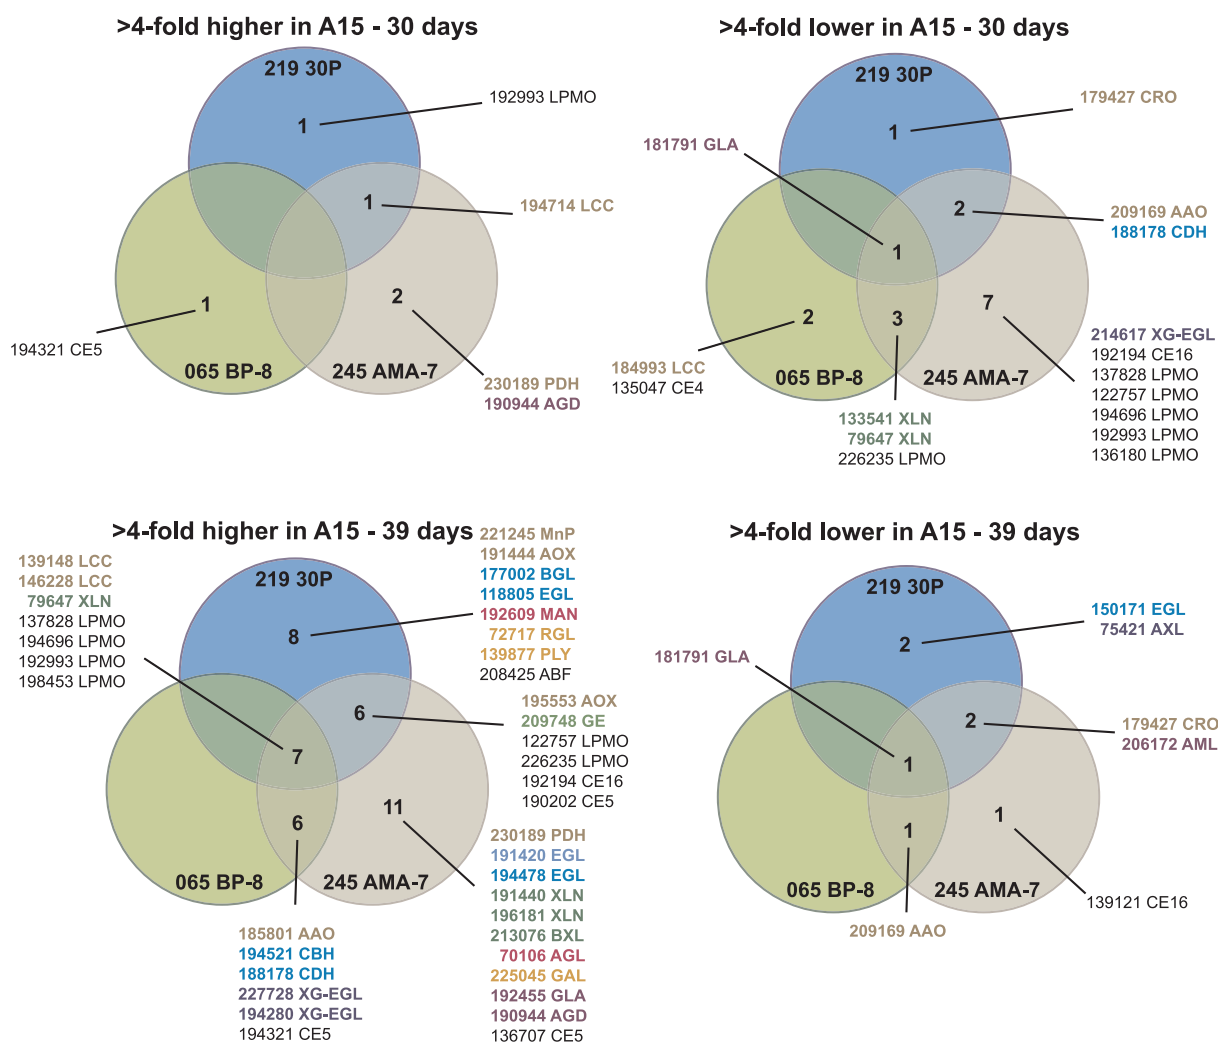 >4-fold higher in A15 - 30 days
219 30P
192993 LPMO
1
1
194714 LCC
1
2
194321 CE5
065 BP-8
245 AMA-7
230189 PDH
190944 AGD
>4-fold lower in A15 - 30 days
219 30P
179427 CRO
1
181791 GLA
2
209169 AAO
188178 CDH
1
2
3
7
184993 LCC
135047 CE4
065 BP-8
245 AMA-7
214617 XG-EGL
192194 CE16
137828 LPMO
122757 LPMO
194696 LPMO
192993 LPMO
136180 LPMO
133541 XLN
79647 XLN
226235 LPMO
>4-fold higher in A15 - 39 days
139148 LCC
146228 LCC
79647 XLN
137828 LPMO
194696 LPMO
192993 LPMO
198453 LPMO
219 30P
8
221245 MnP
191444 AOX
177002 BGL
118805 EGL
192609 MAN
72717 RGL
139877 PLY
208425 ABF
6
195553 AOX
209748 GE
122757 LPMO
226235 LPMO
192194 CE16
190202 CE5
7
6
11
065 BP-8
245 AMA-7
230189 PDH
191420 EGL
194478 EGL
191440 XLN
196181 XLN
213076 BXL
70106 AGL
225045 GAL
192455 GLA
190944 AGD
136707 CE5
185801 AAO
194521 CBH
188178 CDH
227728 XG-EGL
194280 XG-EGL
194321 CE5
>4-fold lower in A15 - 39 days
219 30P
2
150171 EGL
75421 AXL
181791 GLA
2
179427 CRO
206172 AML
1
1
1
065 BP-8
245 AMA-7
139121 CE16
209169 AAO